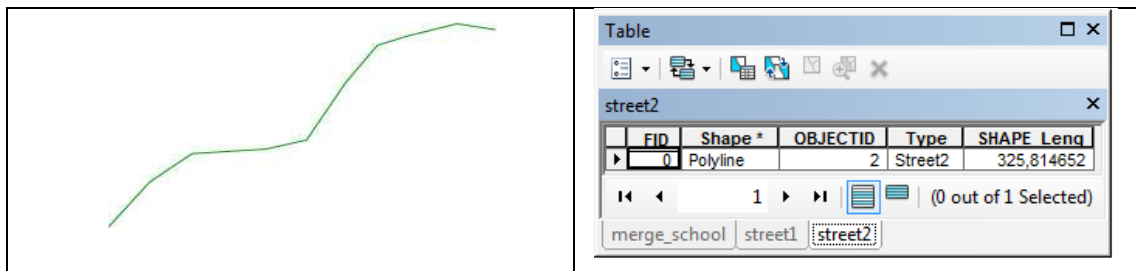 Table
street2
FID Shape * OBJECTID Type SHAPE_Leng
0 Polyline 2 Street2 325,814652
1 (0 out of 1 Selected)
merge_school street1 street2